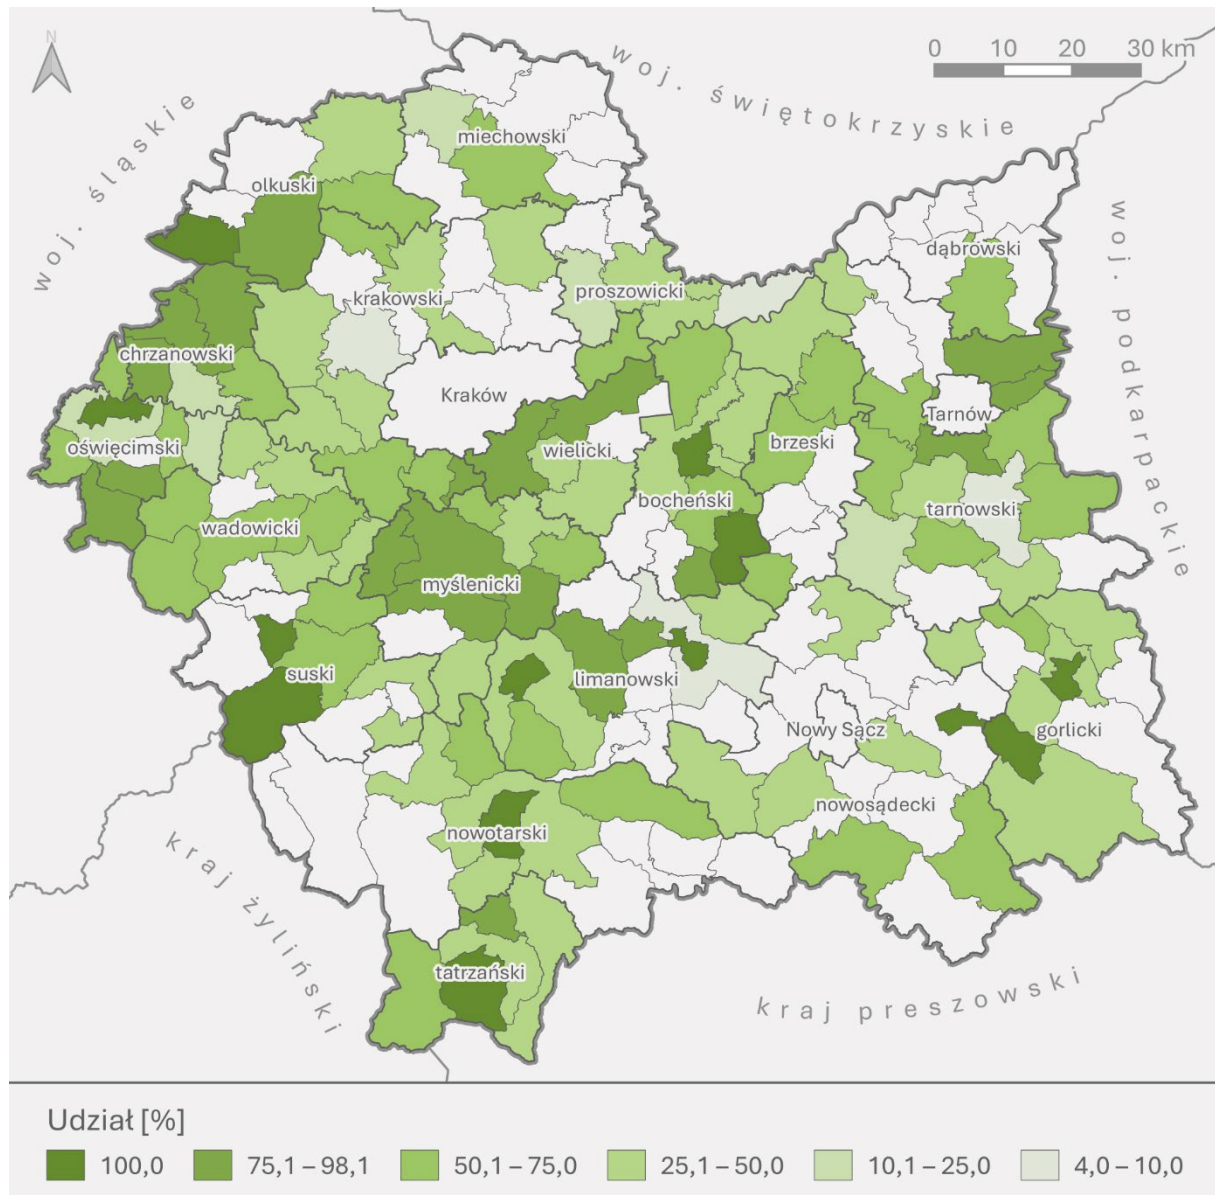 N
0 10 20 30 km
woj. śląskie
woj. świętokrzyskie
miechowski
olkuski
dąbrowski
woj. podkarpackie
krakowski
proszowicki
chrzanowski
Kraków
Tarnów
oświęcimski
wielicki
brzeski
bocheński
tarnowski
wadowicki
myślenicki
suski
limanowski
Nowy Sącz
gorlicki
nowosądecki
nowotarski
kraj żyliński
tatrzański
kraj preszowski
Udział [%]
100,0 75,1 – 98,1 50,1 – 75,0 25,1 – 50,0 10,1 – 25,0 4,0 – 10,0